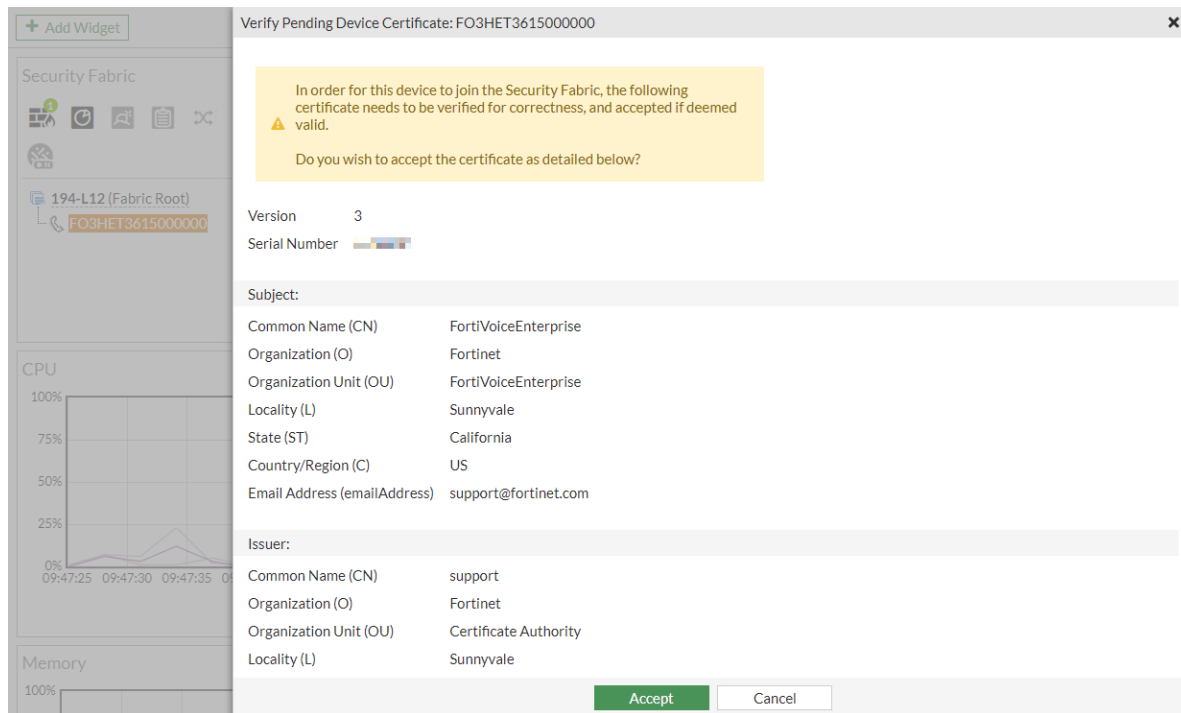 Add Widget
Verify Pending Device Certificate: FO3HET3615000000
Security Fabric
1
In order for this device to join the Security Fabric, the following
certificate needs to be verified for correctness, and accepted if deemed
valid.
Do you wish to accept the certificate as detailed below?
194-L12 (Fabric Root)
FO3HET3615000000
Version 3
Serial Number
Subject:
Common Name (CN) FortiVoiceEnterprise
Organization (O) Fortinet
Organization Unit (OU) FortiVoiceEnterprise
Locality (L) Sunnyvale
State (ST) California
Country/Region (C) US
Email Address (emailAddress) support@fortinet.com
CPU
100%
75%
50%
25%
0%
09:47:25 09:47:30 09:47:35
Issuer:
Common Name (CN) support
Organization (O) Fortinet
Organization Unit (OU) Certificate Authority
Locality (L) Sunnyvale
Memory
100%
Accept Cancel